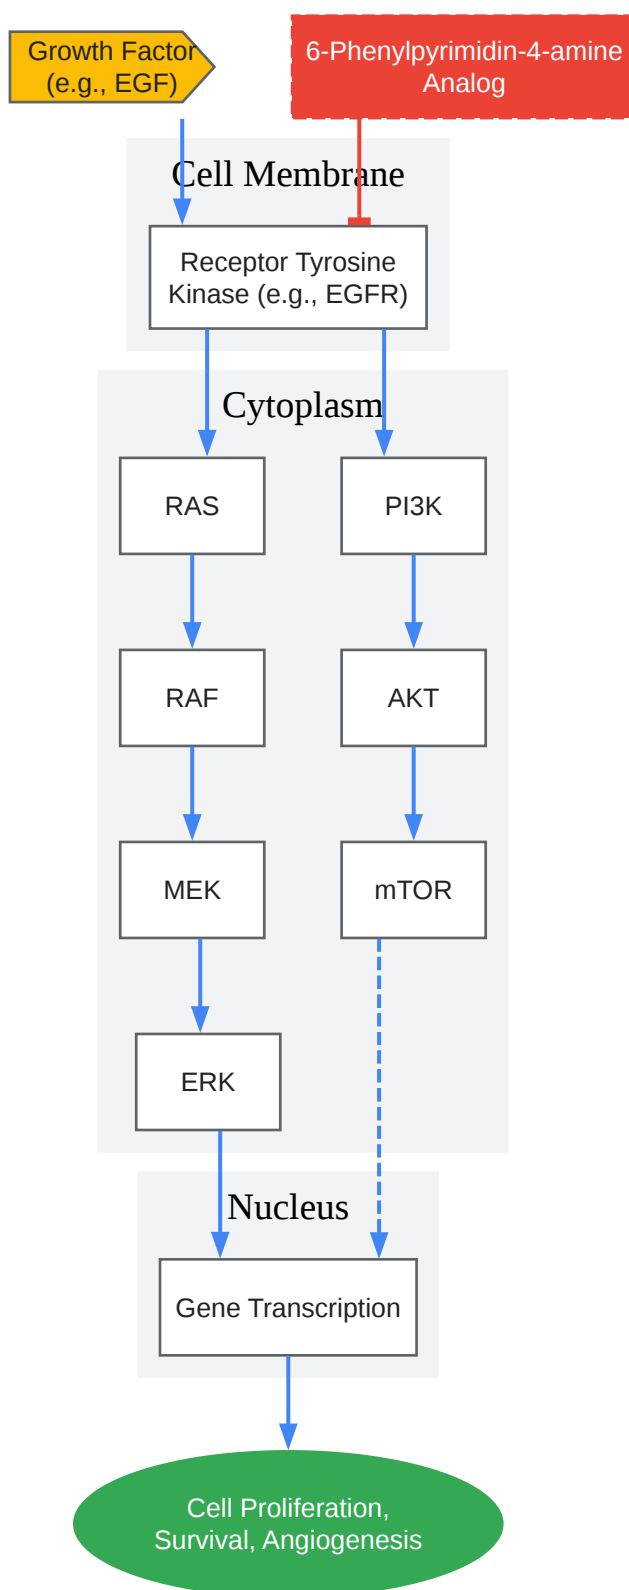 Growth Factor
(e.g., EGF)
6-Phenylpyrimidin-4-amine
Analog
Cell Membrane
Receptor Tyrosine
Kinase (e.g., EGFR)
Cytoplasm
RAS
PI3K
RAF
AKT
MEK
mTOR
ERK
Nucleus
Gene Transcription
Cell Proliferation,
Survival, Angiogenesis